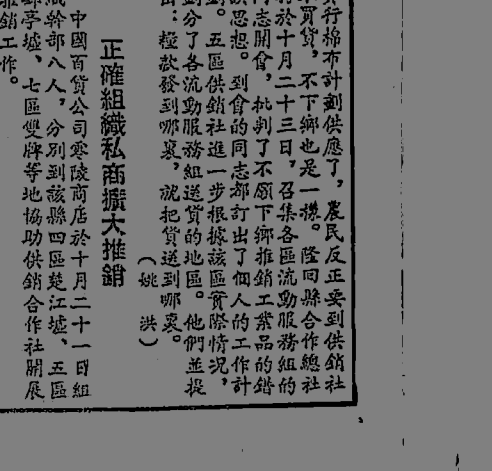 行棉布計劃供應了，農民反正要到供銷社
買貨，不下鄉也是一樣。隆回縣合作總社
於十月二十三日，召集各區流動服務組的
志開會，批判了不願下鄉推銷工業品的錯
誤思想。到會的同志都訂出了個人的工作計
劃。五區供銷社進一步根據該區實際情況，
劃分了各流動服務組送貨的地區。他們並提
出：糧款發到哪裏，就把貨送到哪裏。
（姚 洪）
正確組織私商擴大推銷
中國百貨公司零陵商店於十月二十一日組
織幹部八人，分別到該縣四區楚江墟、五區
亭墟、七區雙牌等地協助供銷合作社開展
推銷工作。